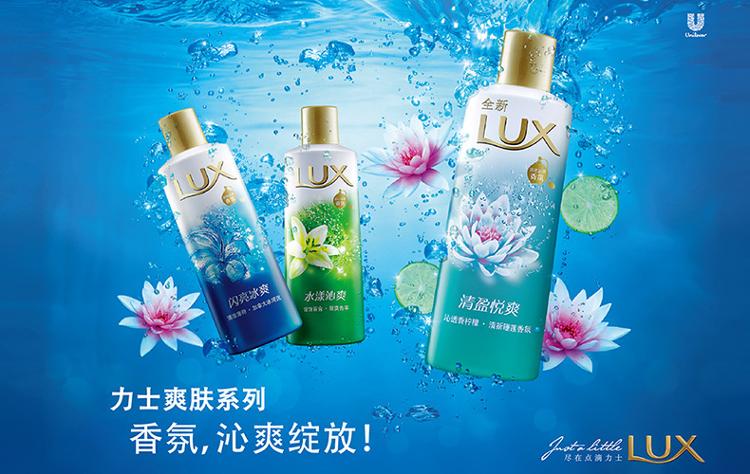 Unilever
全新
LUX
清盈悦爽
沁透香柠檬·清新睡莲香氛
LUX
闪亮冰爽
LUX
水漾沁爽
力士爽肤系列
香氛,沁爽绽放!
Just a little
尽在点滴力士
LUX